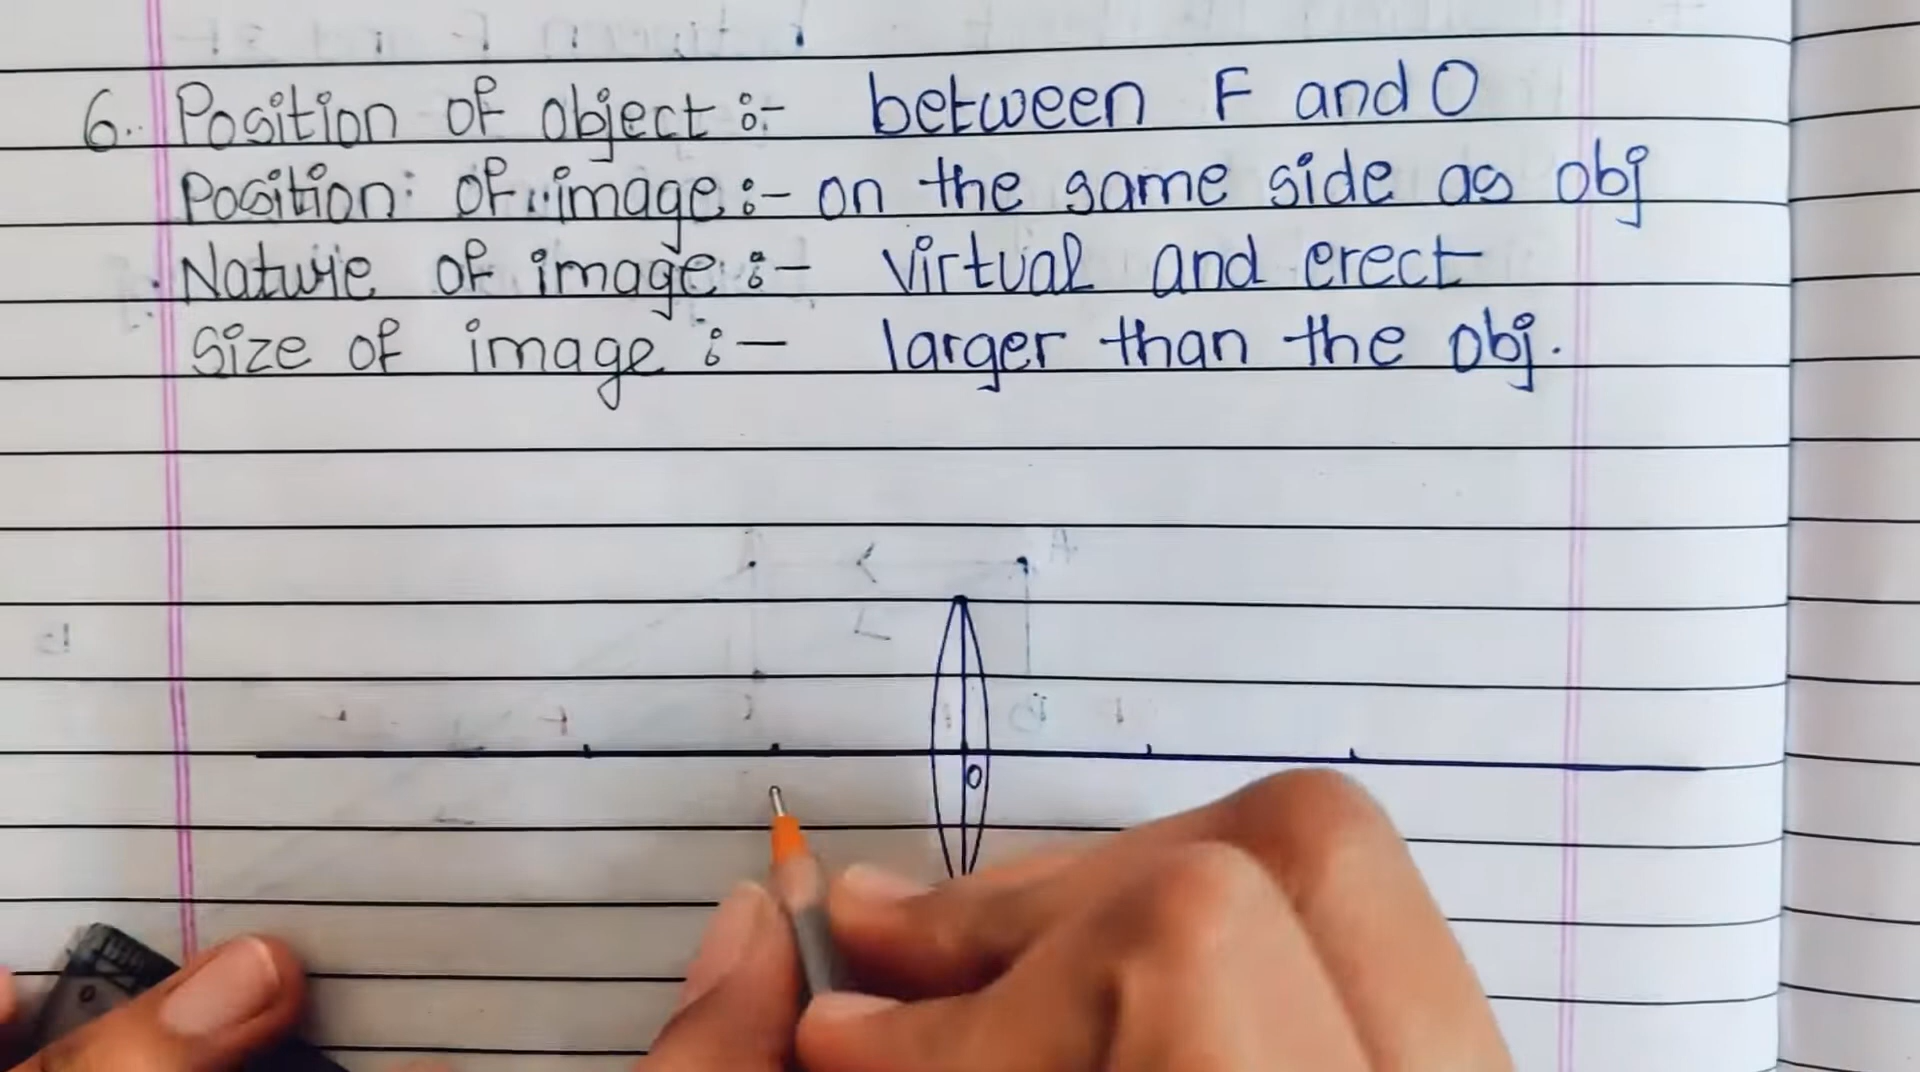 6. Position of object :- between F and O
Position of image :- on the same side as obj
Nature of image :- Virtual and erect
Size of image :- larger than the obj.
O